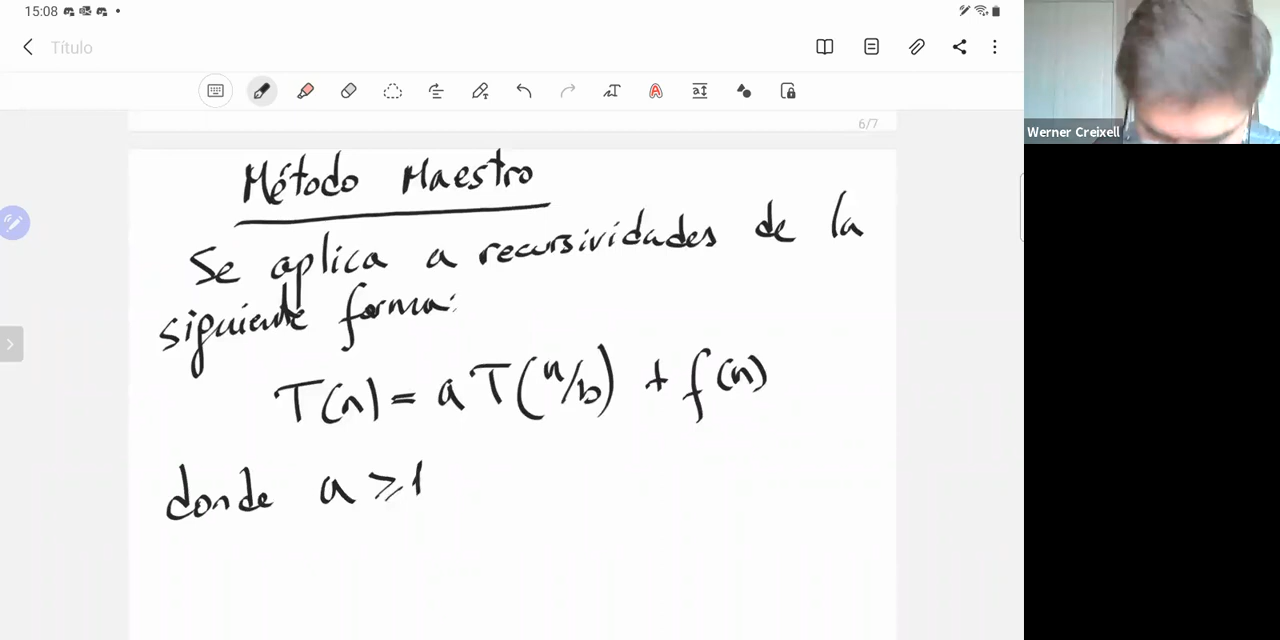 15:08
Título
6/7
Werner Creixell
Método Maestro
Se aplica a recursividades de la
siguiente forma:
T(n) = a T(n/b) + f(n)
donde a ≥ 1